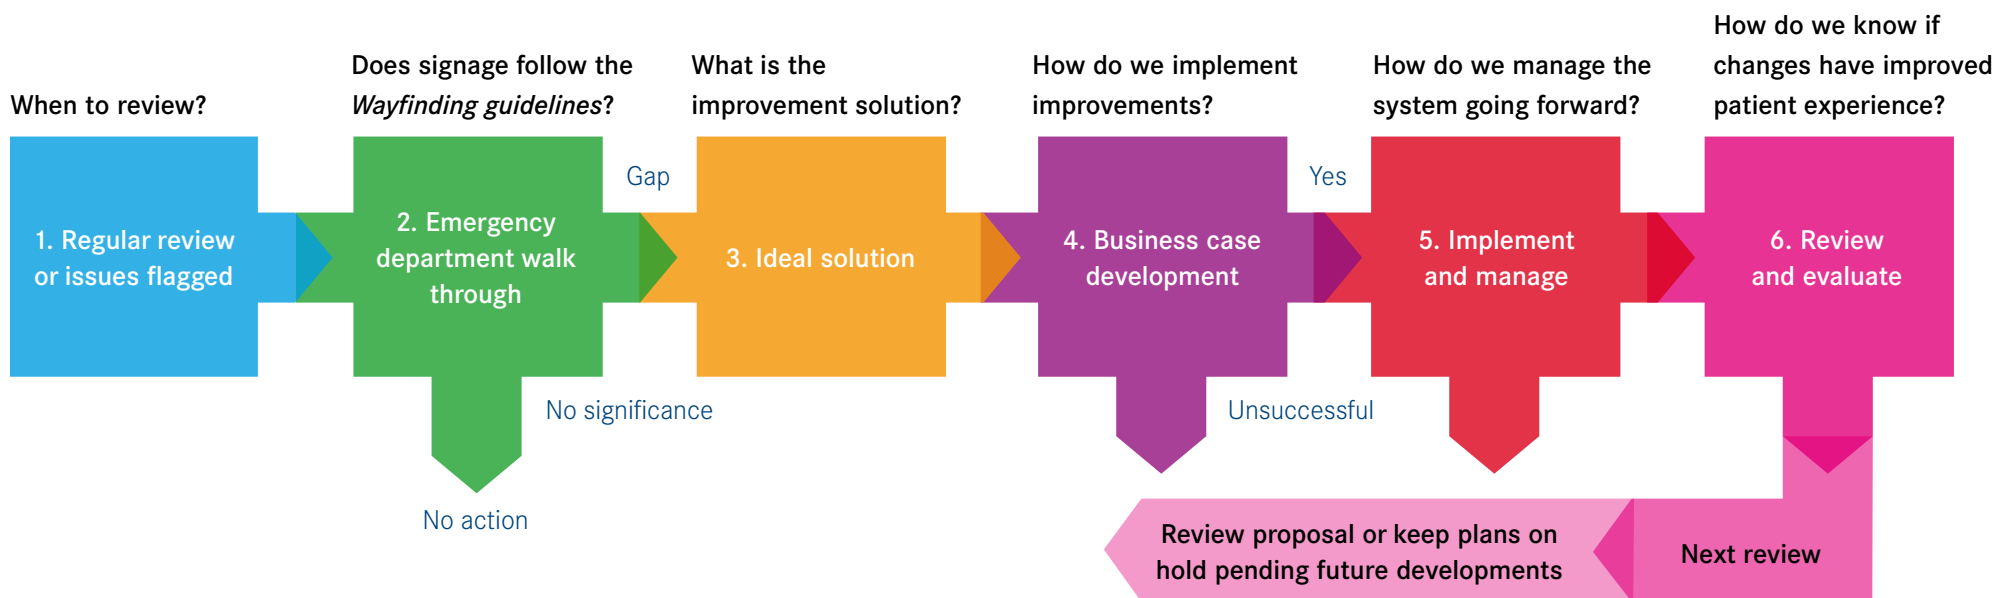 When to review?
Does signage follow the
Wayfinding guidelines?
What is the
improvement solution?
How do we implement
improvements?
How do we manage the
system going forward?
How do we know if
changes have improved
patient experience?
1. Regular review
or issues flagged
2. Emergency
department walk
through
Gap
3. Ideal solution
4. Business case
development
Yes
5. Implement
and manage
6. Review
and evaluate
No significance
No action
Unsuccessful
Review proposal or keep plans on
hold pending future developments
Next review